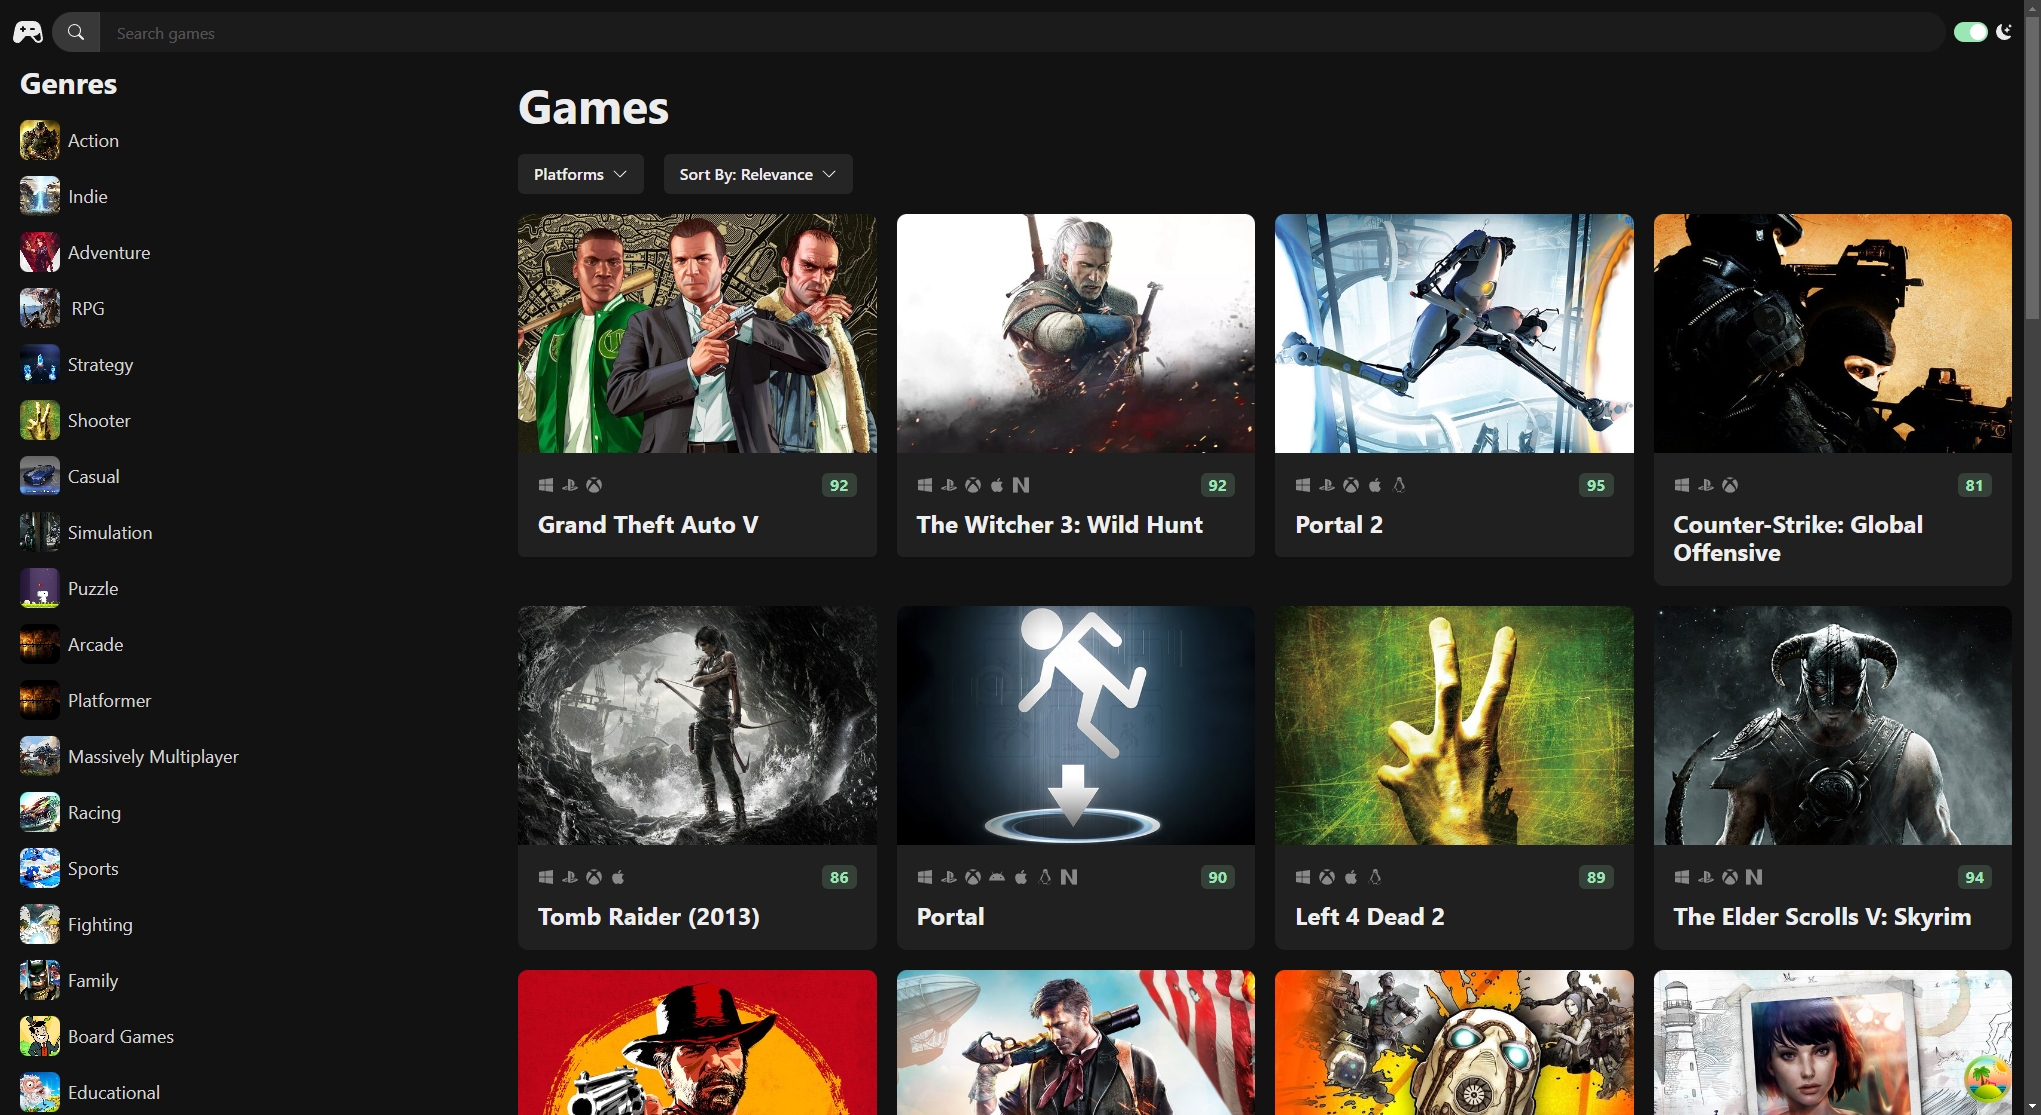 Search games
Genres
Action
Indie
Adventure
RPG
Strategy
Shooter
Casual
Simulation
Puzzle
Arcade
Platformer
Massively Multiplayer
Racing
Sports
Fighting
Family
Board Games
Educational
Games
Platforms
Sort By: Relevance
92
Grand Theft Auto V
92
The Witcher 3: Wild Hunt
95
Portal 2
81
Counter-Strike: Global
Offensive
86
Tomb Raider (2013)
90
Portal
89
Left 4 Dead 2
94
The Elder Scrolls V: Skyrim